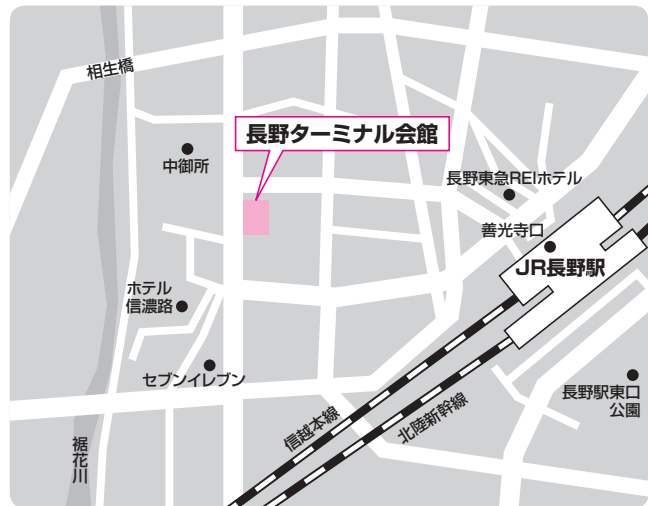 相生橋
長野ターミナル会館
中御所
長野東急REIホテル
善光寺口
JR長野駅
ホテル
信濃路
セブンイレブン
長野駅東口
公園
信越本線
北陸新幹線
裾花川